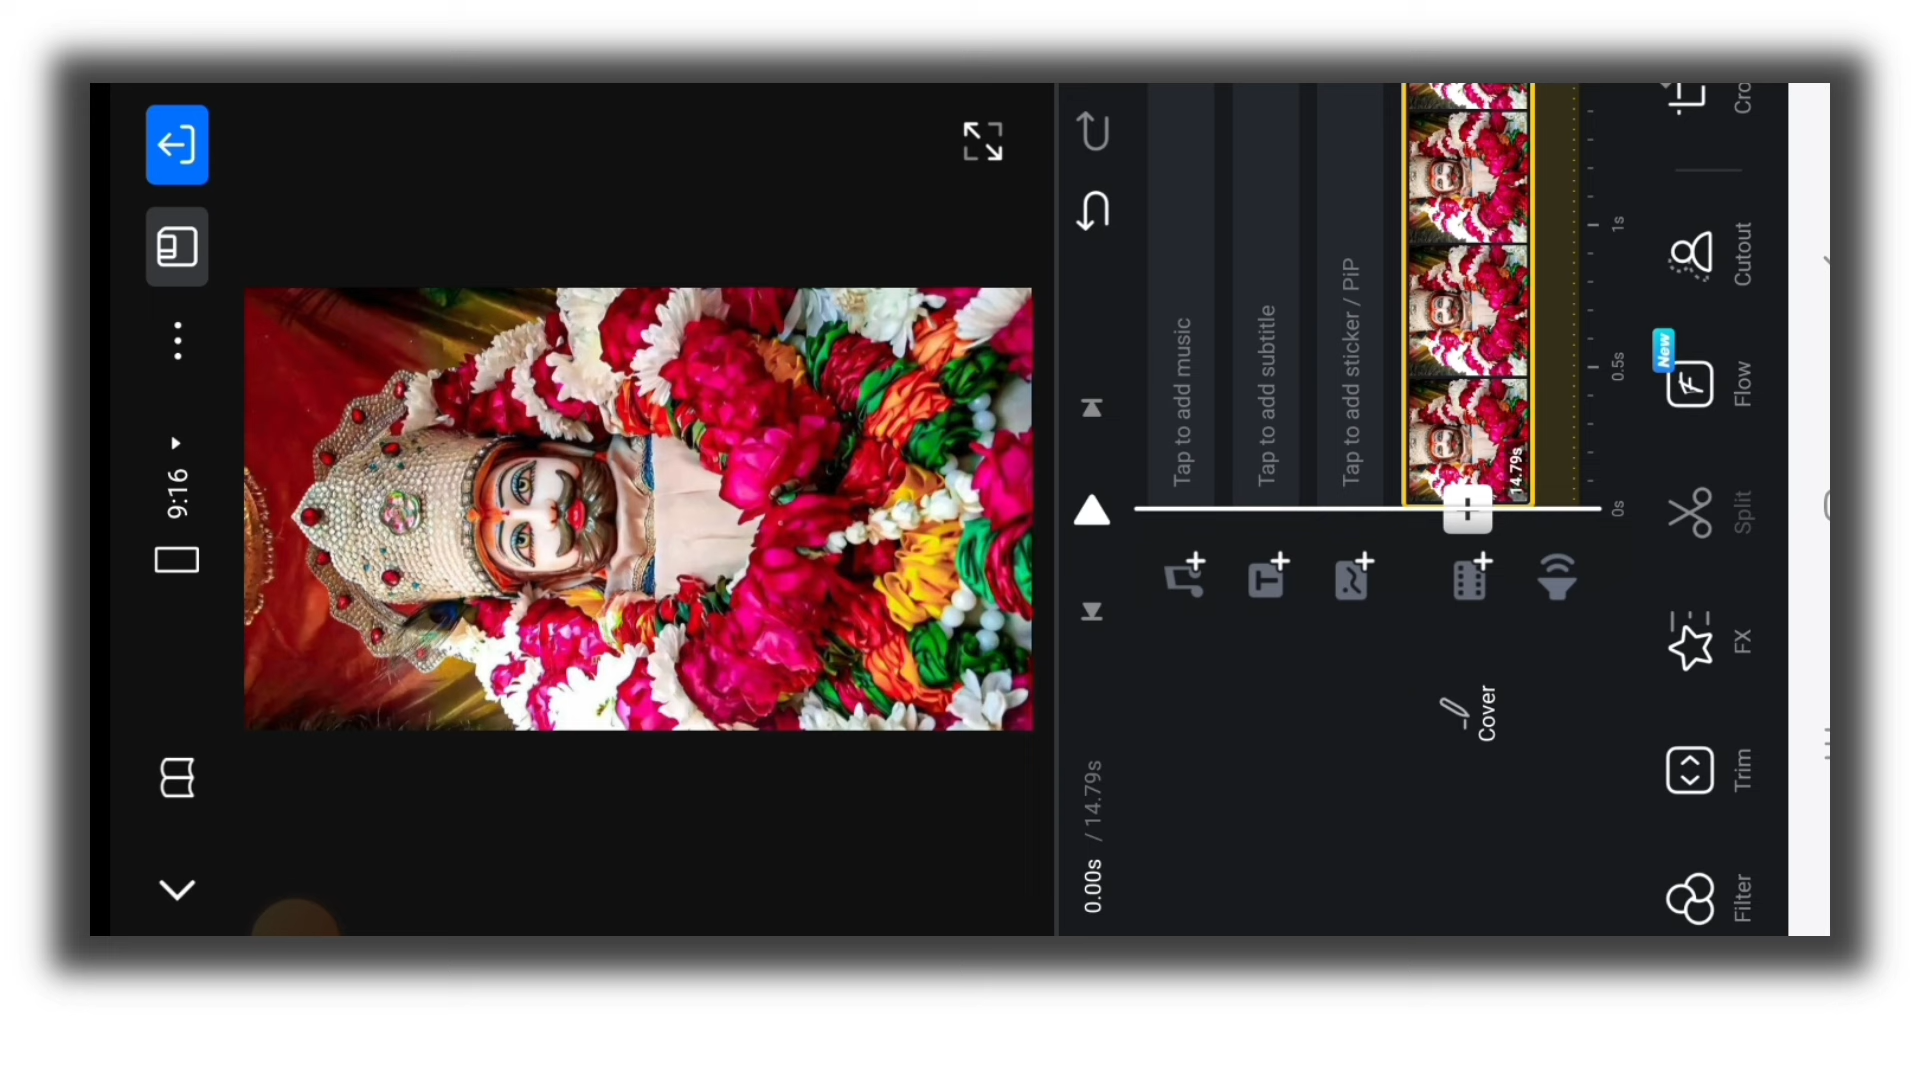 9:16
0.00s / 14.79s
Tap to add music
Tap to add subtitle
Tap to add sticker / PiP
Cover
14.79s
0s
0.5s
1s
New
Filter
Trim
FX
Split
Flow
Cutout
Cro